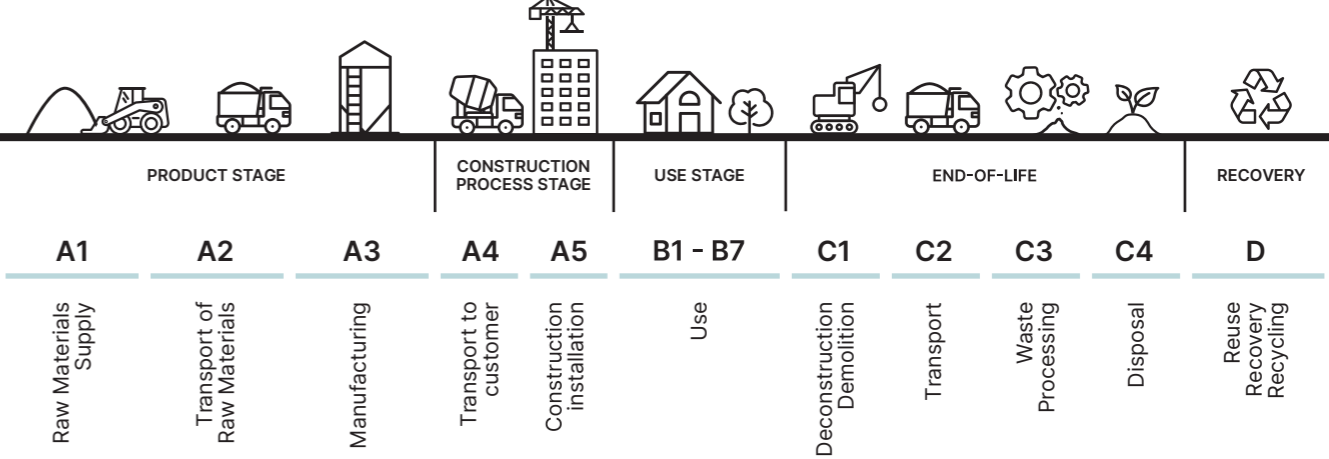 PRODUCT STAGE
CONSTRUCTION
PROCESS STAGE
USE STAGE
END-OF-LIFE
RECOVERY
A1
A2
A3
A4
A5
B1 - B7
C1
C2
C3
C4
D
Raw Materials
Supply
Transport of
Raw Materials
Manufacturing
Transport to
customer
Construction
installation
Use
Deconstruction
Demolition
Transport
Waste
Processing
Disposal
Reuse
Recovery
Recycling